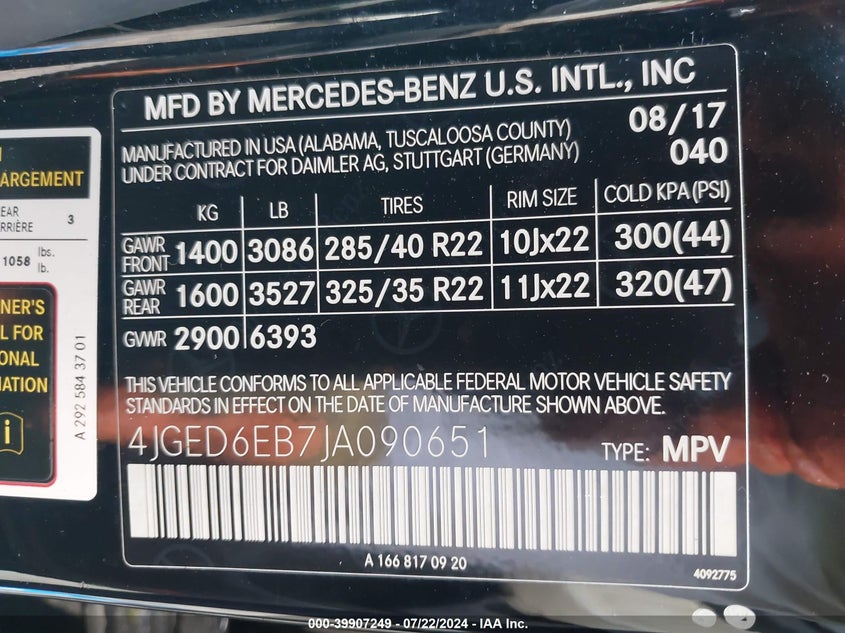 MFD BY MERCEDES-BENZ U.S. INTL., INC
MANUFACTURED IN USA (ALABAMA, TUSCALOOSA COUNTY) 08/17
UNDER CONTRACT FOR DAIMLER AG, STUTTGART (GERMANY) 040
KG LB TIRES RIM SIZE COLD KPA (PSI)
GAWR FRONT 1400 3086 285/40 R22 10Jx22 300(44)
GAWR REAR 1600 3527 325/35 R22 11Jx22 320(47)
GVWR 2900 6393
THIS VEHICLE CONFORMS TO ALL APPLICABLE FEDERAL MOTOR VEHICLE SAFETY
STANDARDS IN EFFECT ON THE DATE OF MANUFACTURE SHOWN ABOVE.
4JGED6EB7JA090651 TYPE: MPV
A 166 817 09 20
4092775
ARGEMENT
EAR
RRIÈRE 3
1058 lbs.
lb.
NER'S
L FOR
ONAL
MATION
i
A 292 584 37 01
000-39907249 - 07/22/2024 - IAA Inc.